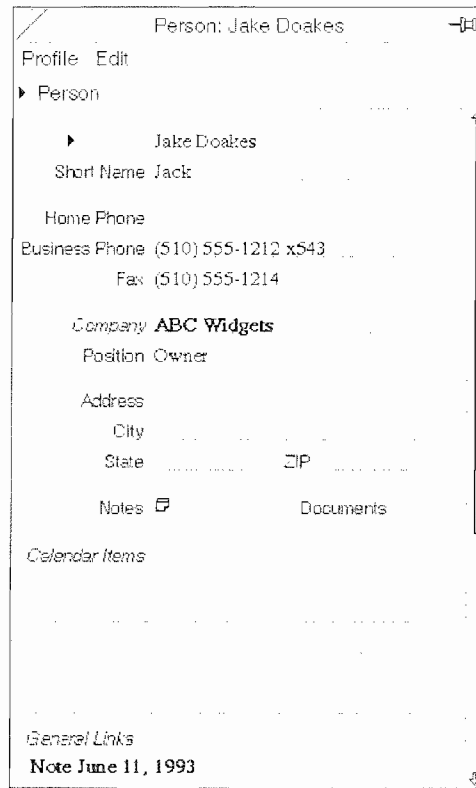 Person: Jake Doakes
Profile Edit
Person
Jake Doakes
Short Name Jack
Home Phone
Business Phone (510) 555-1212 x543
Fax (510) 555-1214
Company ABC Widgets
Position Owner
Address
City
State ZIP
Notes Documents
Calendar Items
General Links
Note June 11, 1993